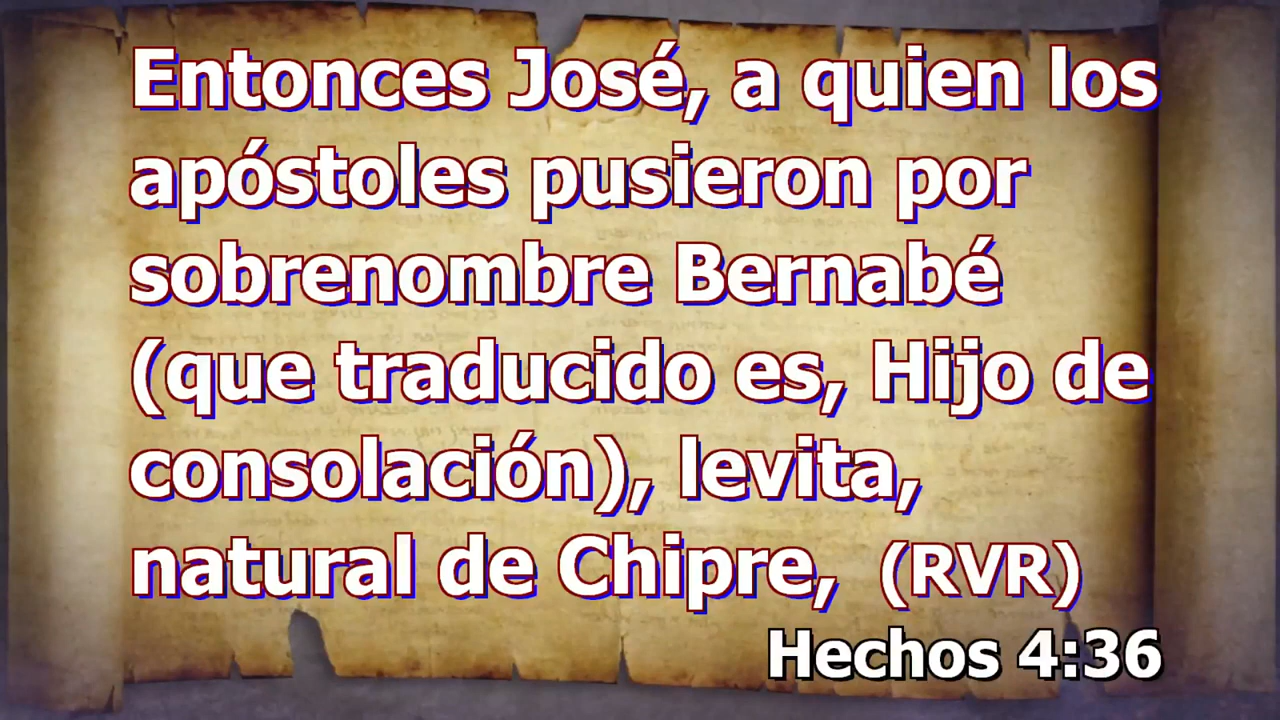 Entonces José, a quien los
apóstoles pusieron por
sobrenombre Bernabé
(que traducido es, Hijo de
consolación), levita,
natural de Chipre, (RVR)
Hechos 4:36